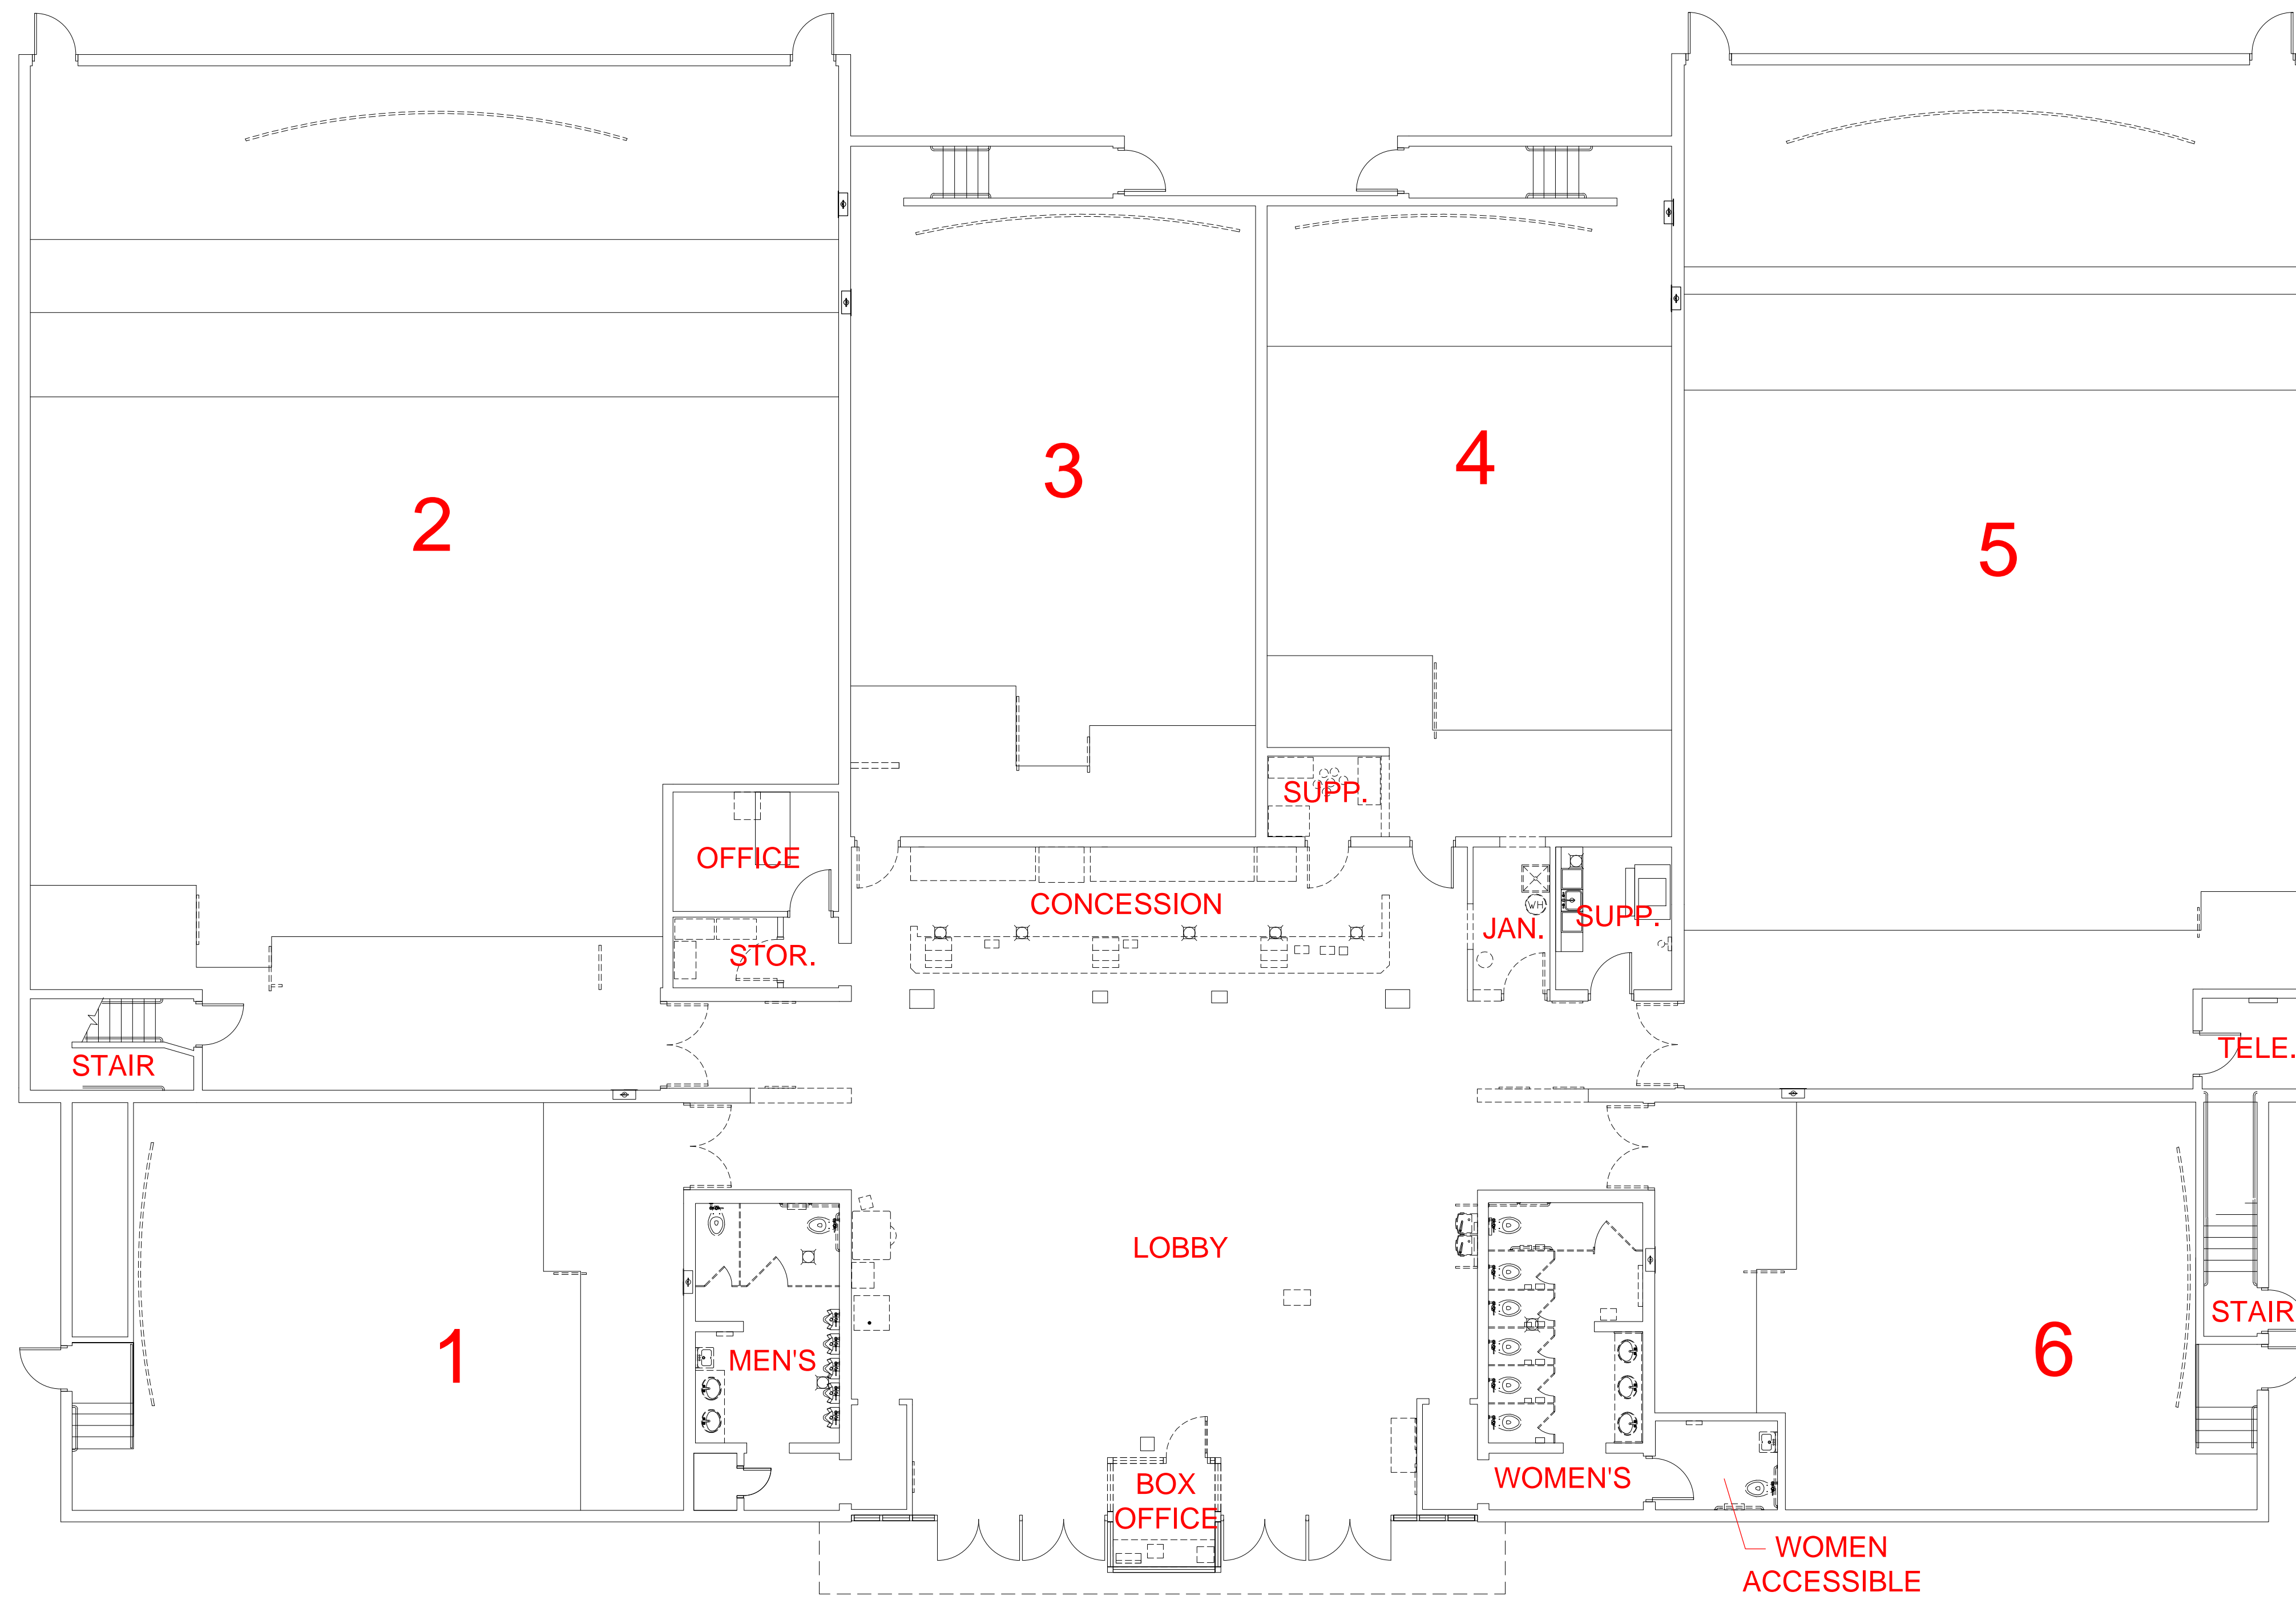 3
4
2
5
SUPP.
OFFICE
CONCESSION
SUPP.
JAN.
WH
STOR.
TELE.
STAIR
LOBBY
STAIR
1
6
MEN'S
BOX
OFFICE
WOMEN'S
WOMEN
ACCESSIBLE